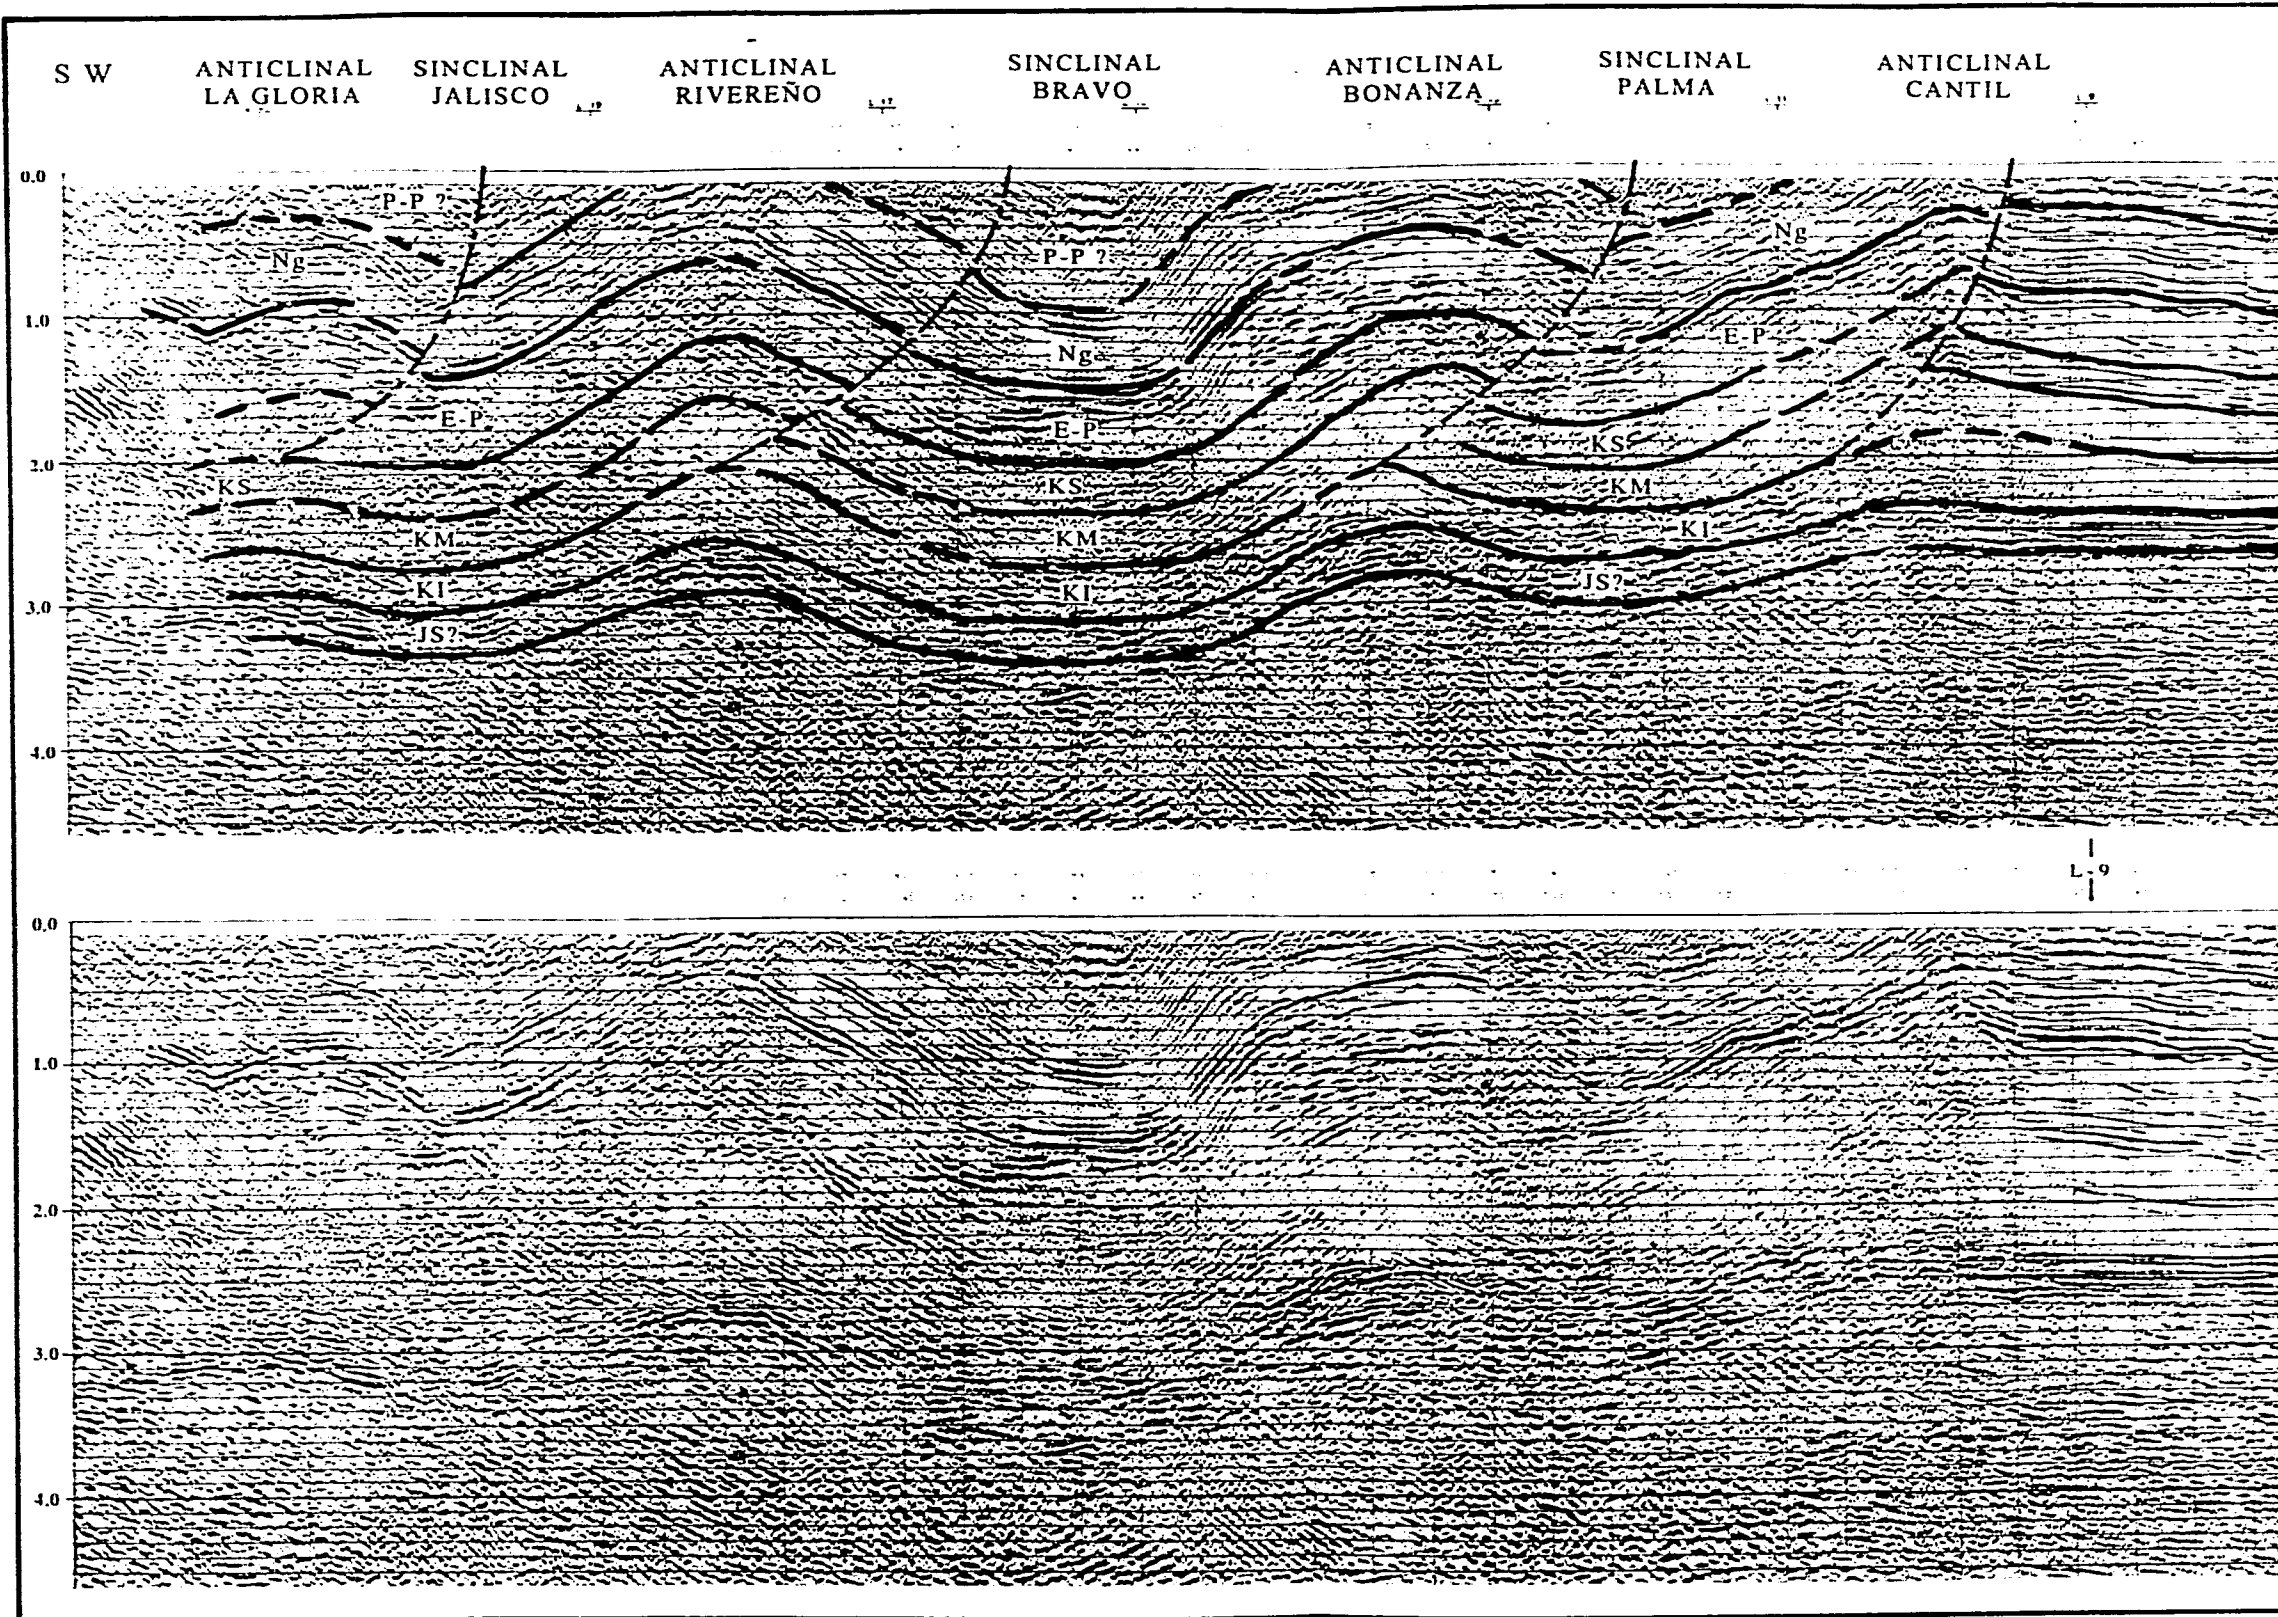 S W
ANTICLINAL
LA GLORIA
SINCLINAL
JALISCO
ANTICLINAL
RIVEREÑO
SINCLINAL
BRAVO
ANTICLINAL
BONANZA
SINCLINAL
PALMA
ANTICLINAL
CANTIL
0.0
P-P ?
Ng
P-P ?
Ng
1.0
Ng
E-P
E-P
E-P
KS
2.0
KS
KS
KM
KM
KM
KI
KI
KI
JS?
3.0
JS?
4.0
L-9
0.0
1.0
2.0
3.0
4.0